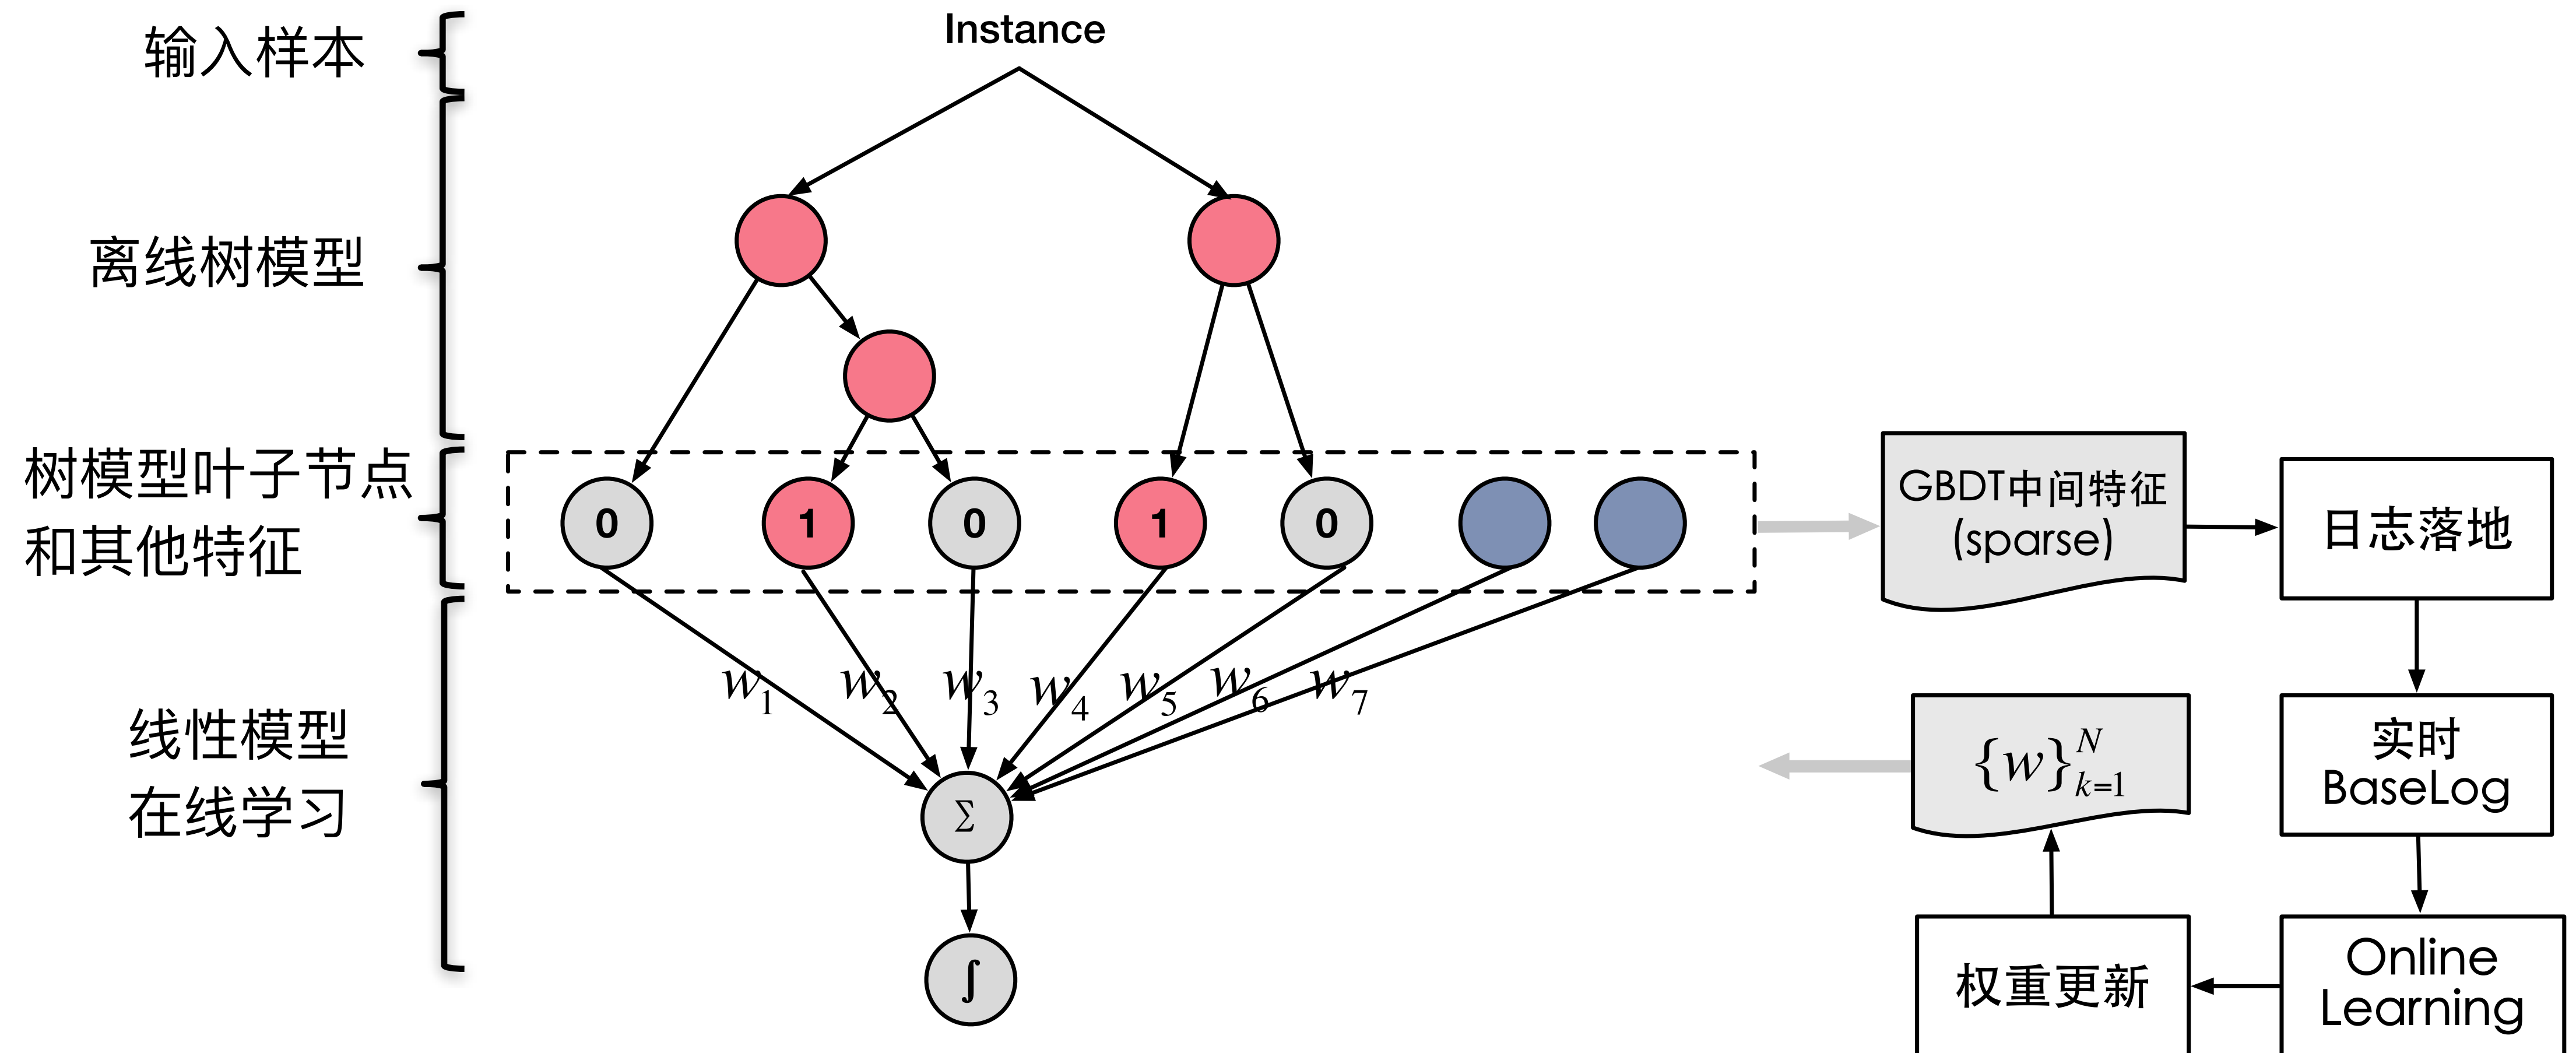 输入样本
Instance
离线树模型
树模型叶子节点
和其他特征
0 1 0 1 0
GBDT中间特征
(sparse)
日志落地
w1 w2 w3 w4 w5 w6 w7
线性模型
在线学习
Σ
∫
{w}_{k=1}^{N}
实时
BaseLog
权重更新
Online
Learning